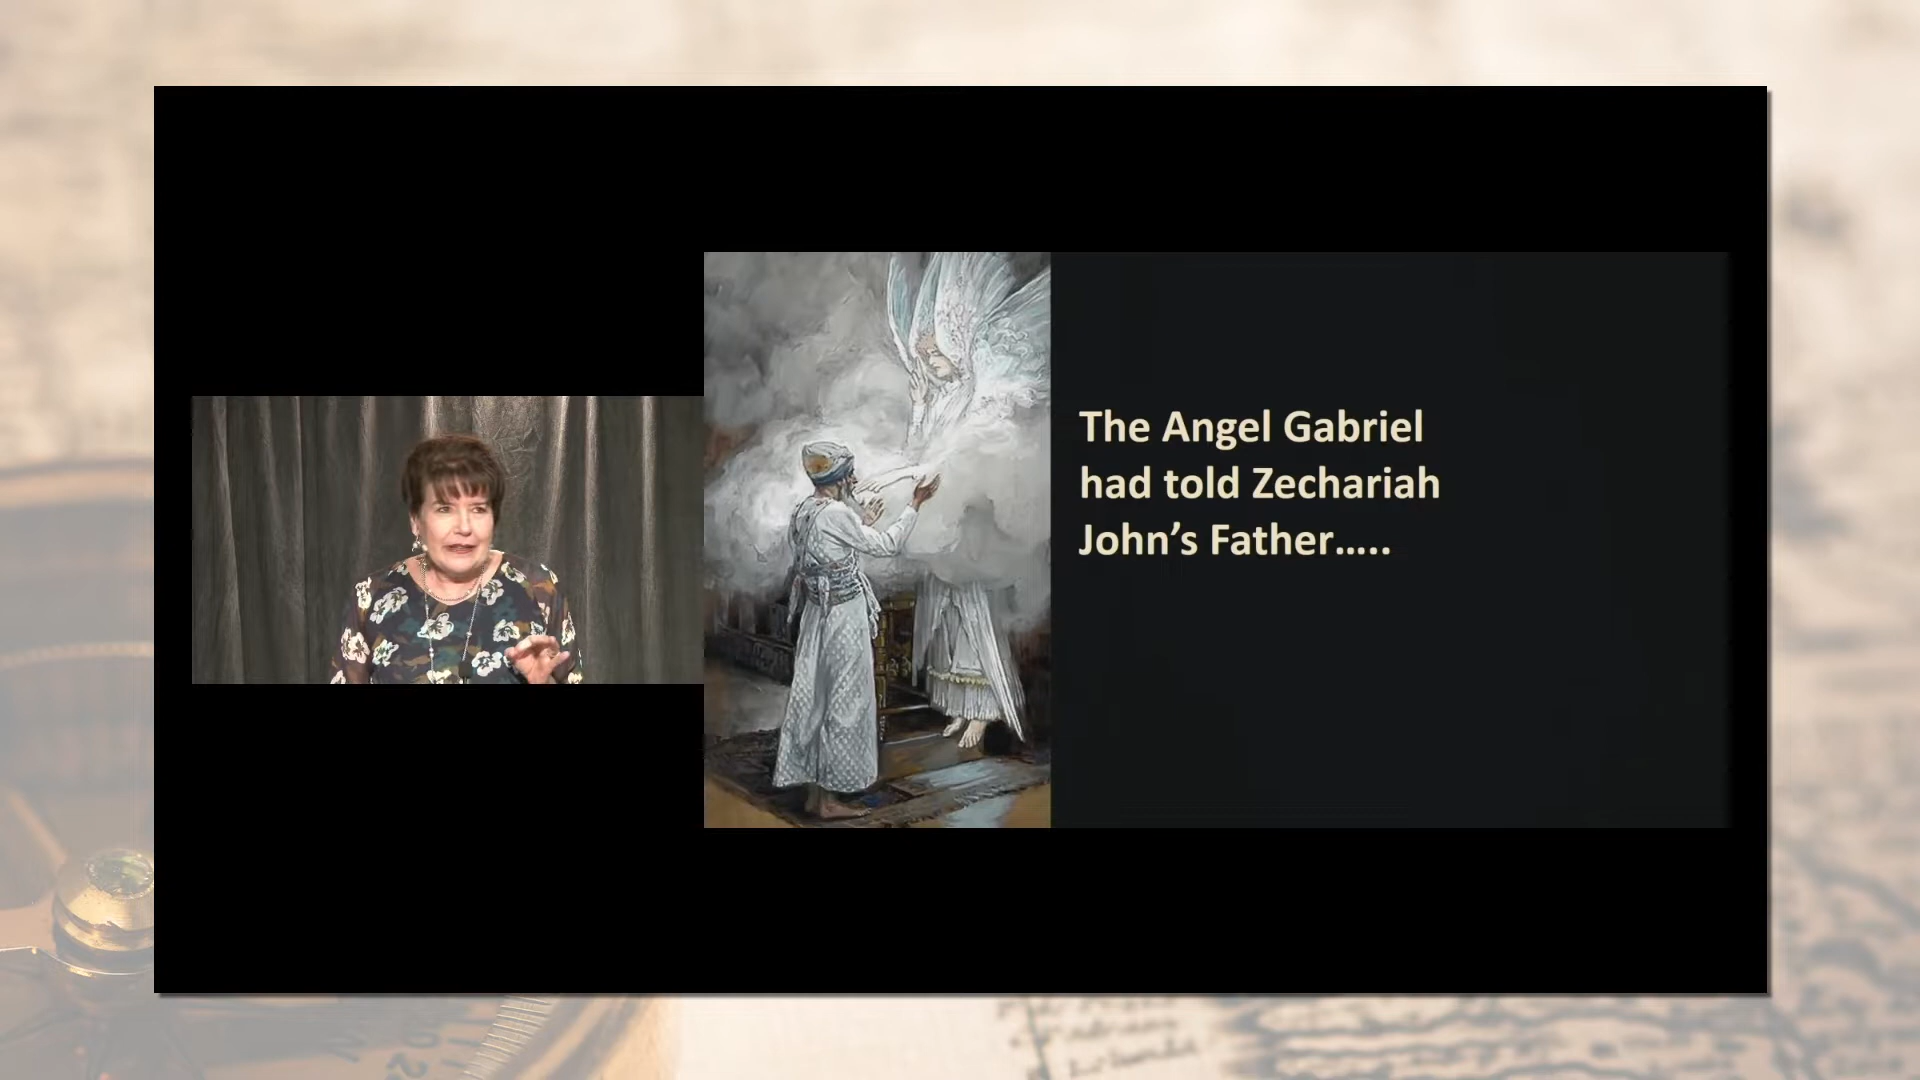 The Angel Gabriel
had told Zechariah
John's Father.....